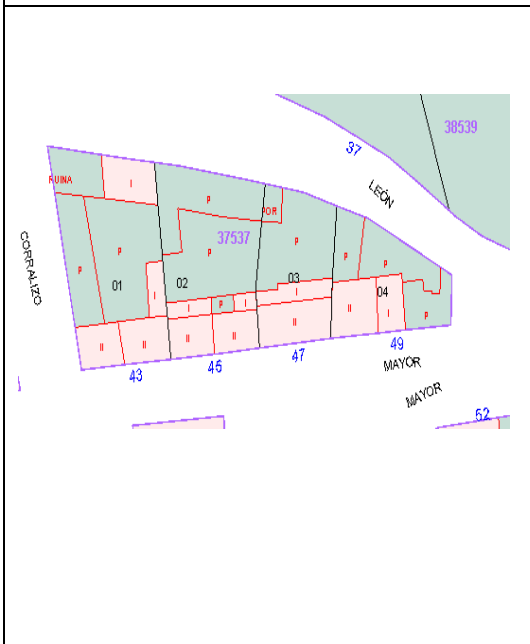 38539
37
LEÓN
RUINA
I
P
POR
37537
P
P
P
P
P
P
CORRALIZO
01
02
03
04
I
I
P
I
I
I
P
II
II
II
II
II
II
43
45
47
49
MAYOR
MAYOR
52